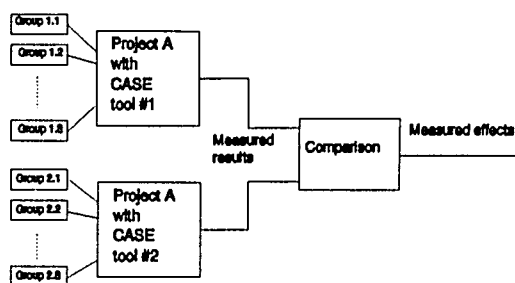 Group 1.1
Group 1.2
Group 1.8
Project A
with
CASE
tool #1
Measured
results
Comparison
Measured effects
Group 2.1
Group 2.2
Group 2.8
Project A
with
CASE
tool #2